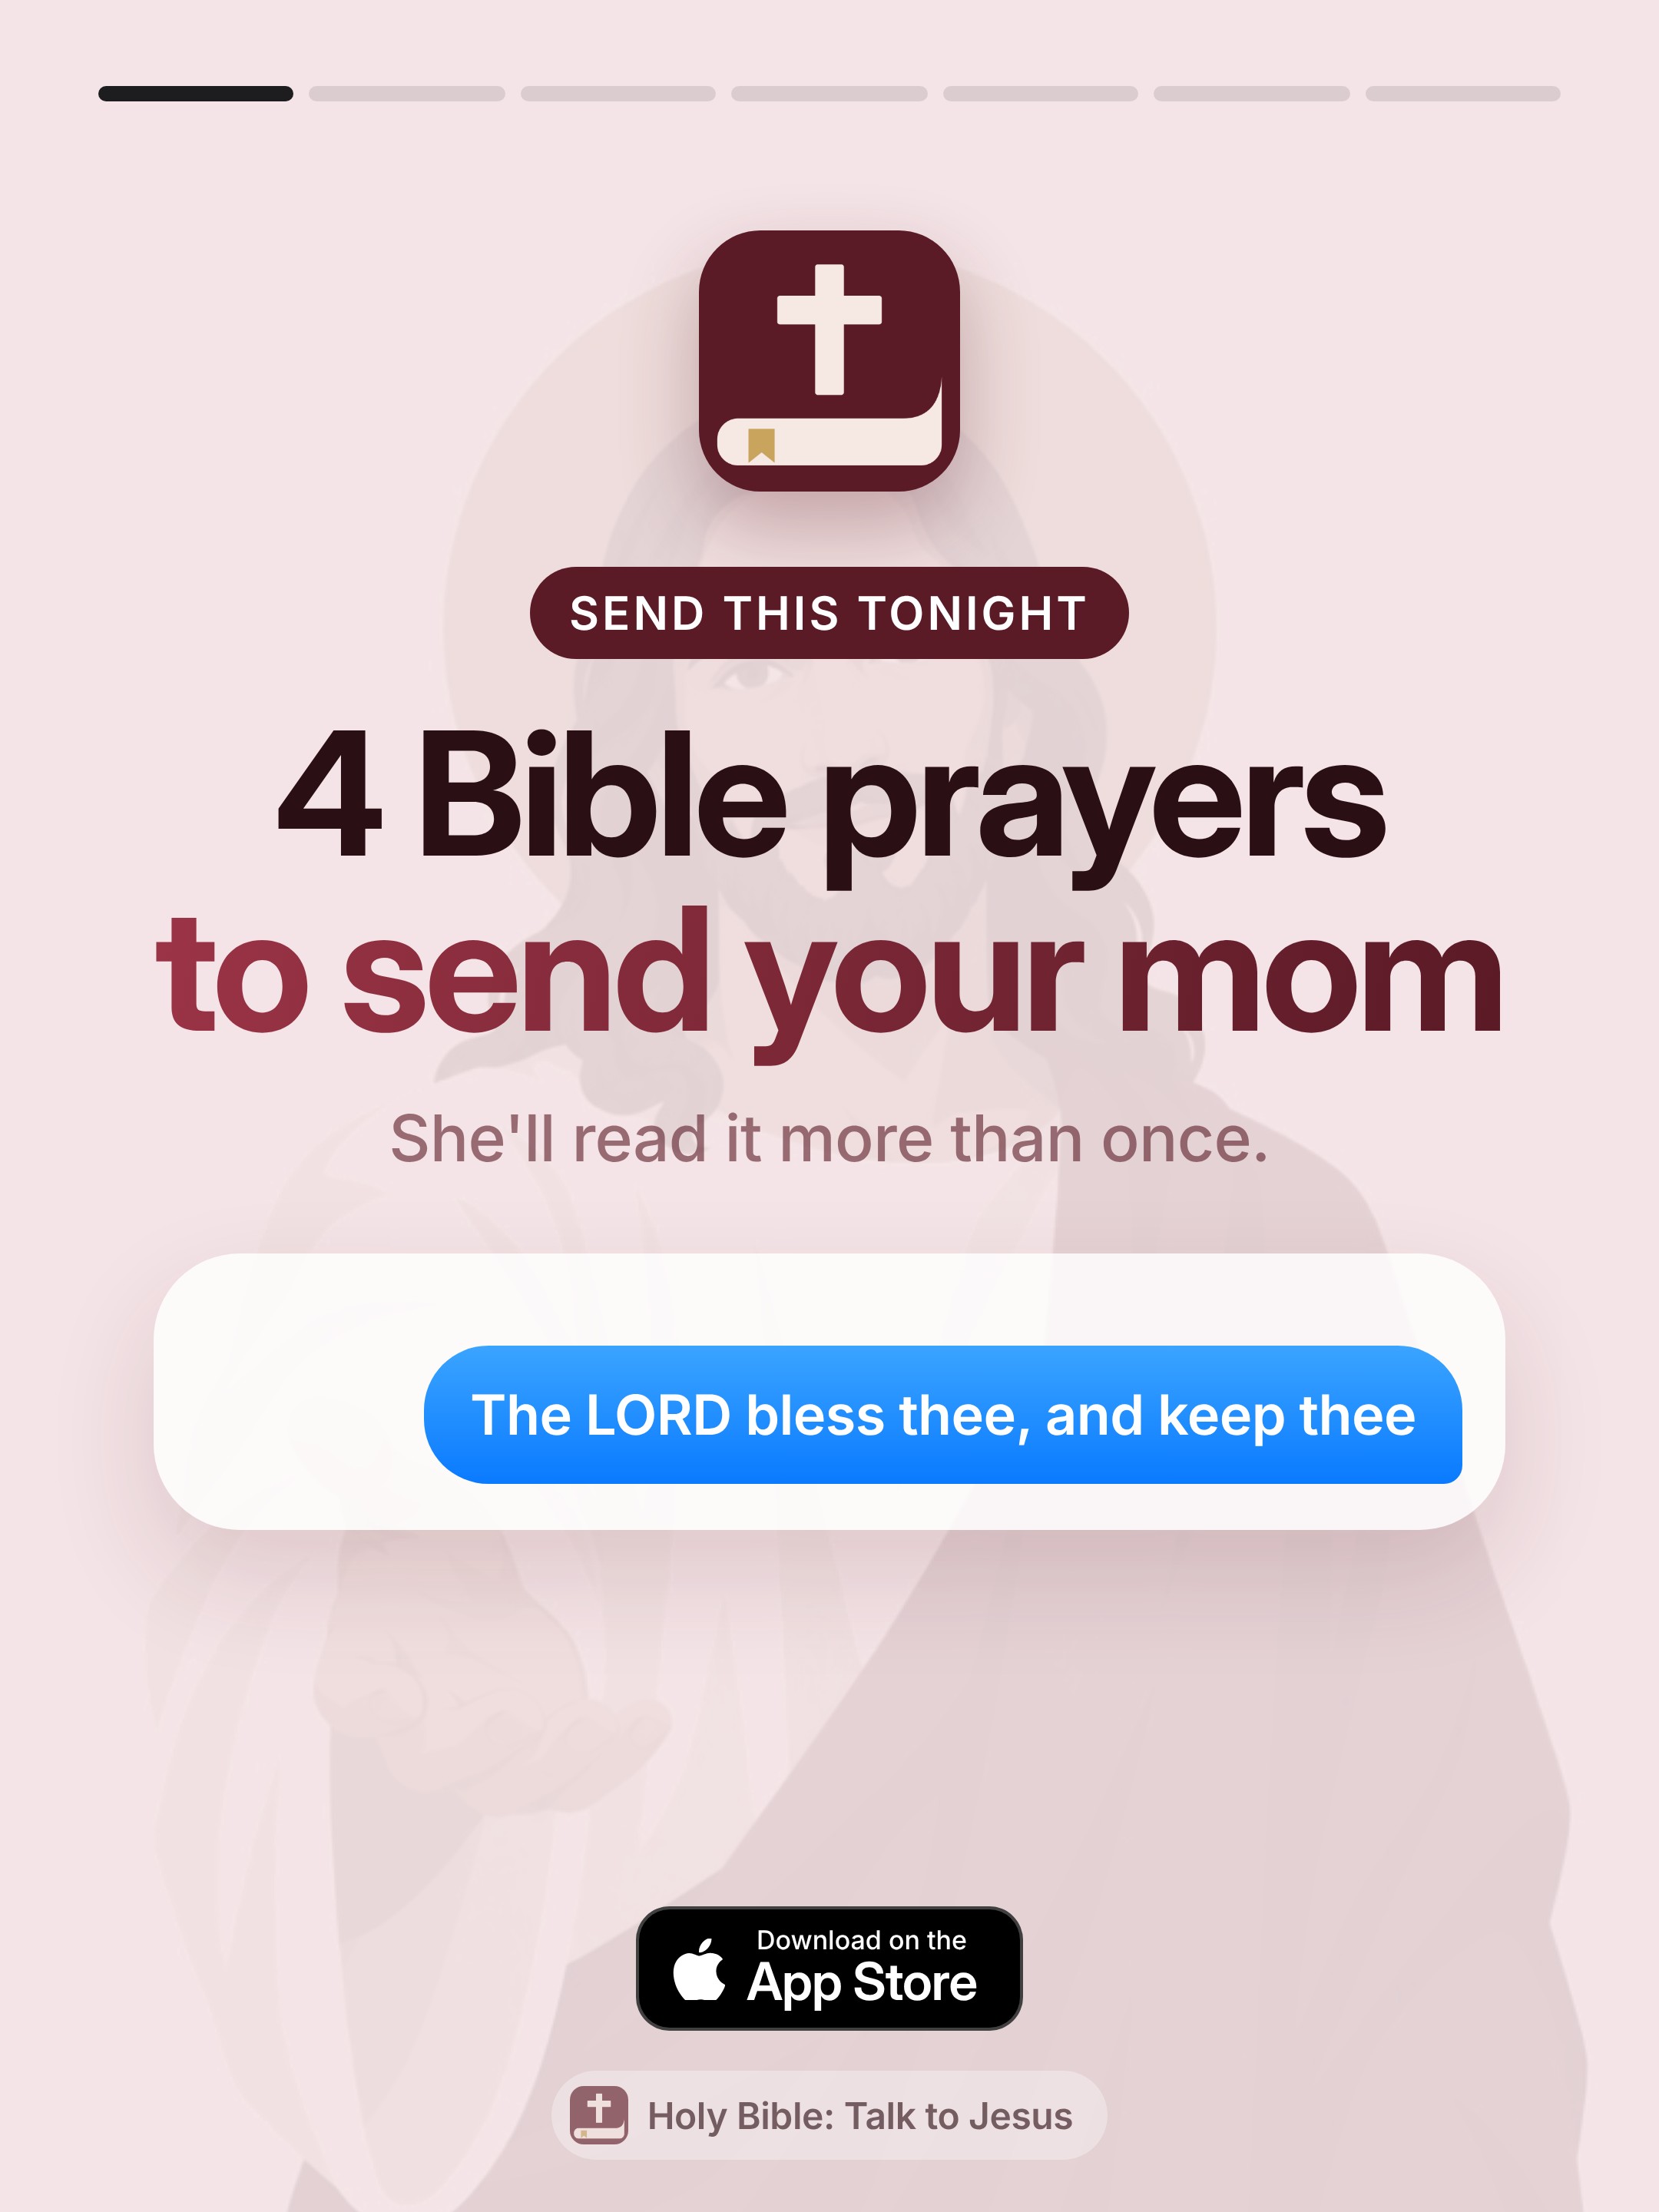 SEND THIS TONIGHT
4 Bible prayers
to send your mom
She'll read it more than once.
The LORD bless thee, and keep thee
Download on the
App Store
Holy Bible: Talk to Jesus